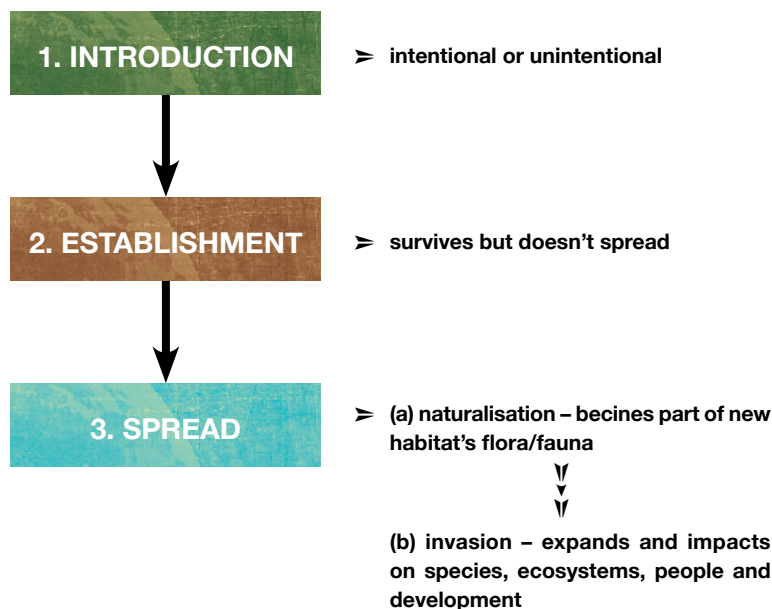 1. INTRODUCTION
➢ intentional or unintentional
2. ESTABLISHMENT
➢ survives but doesn’t spread
3. SPREAD
➢ (a) naturalisation – becines part of new
habitat’s flora/fauna
(b) invasion – expands and impacts
on species, ecosystems, people and
development